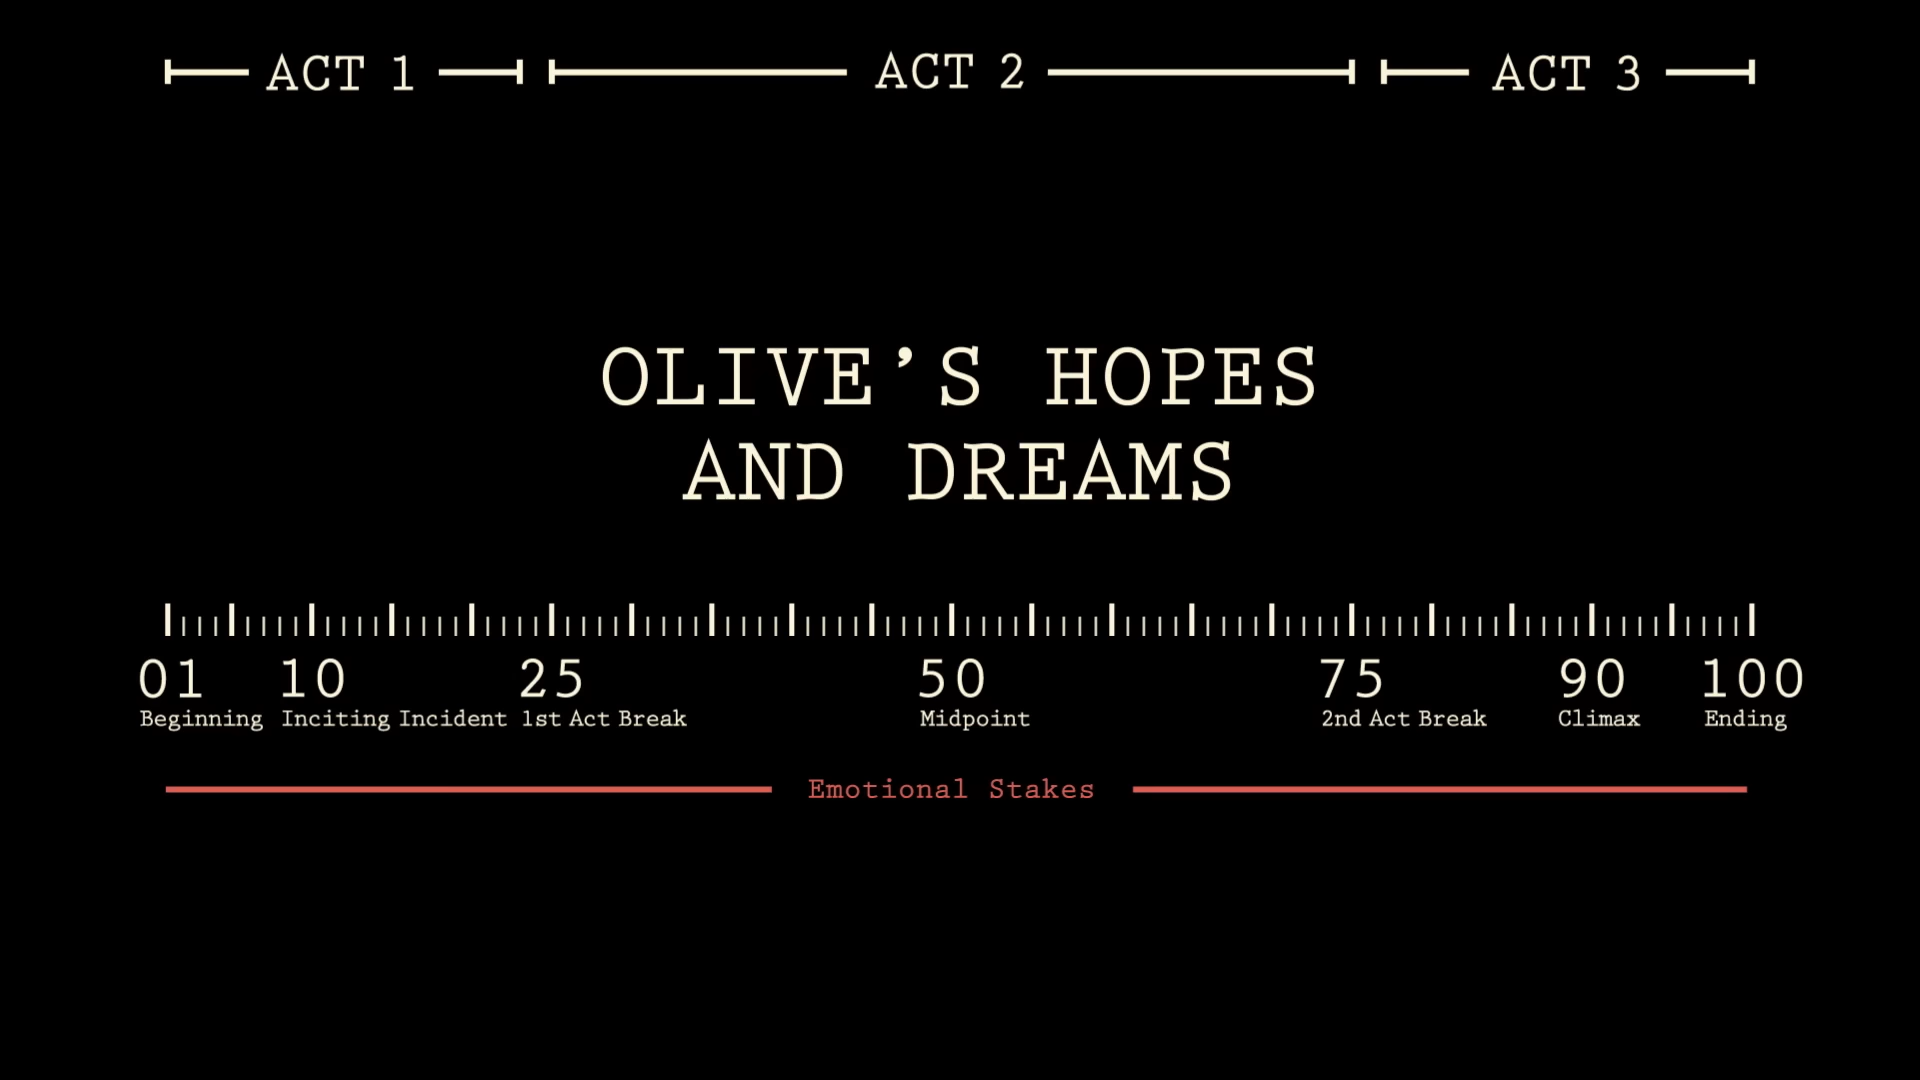 ACT 1 ACT 2 ACT 3
OLIVE’S HOPES
AND DREAMS
01 10 25 50 75 90 100
Beginning Inciting Incident 1st Act Break Midpoint 2nd Act Break Climax Ending
Emotional Stakes